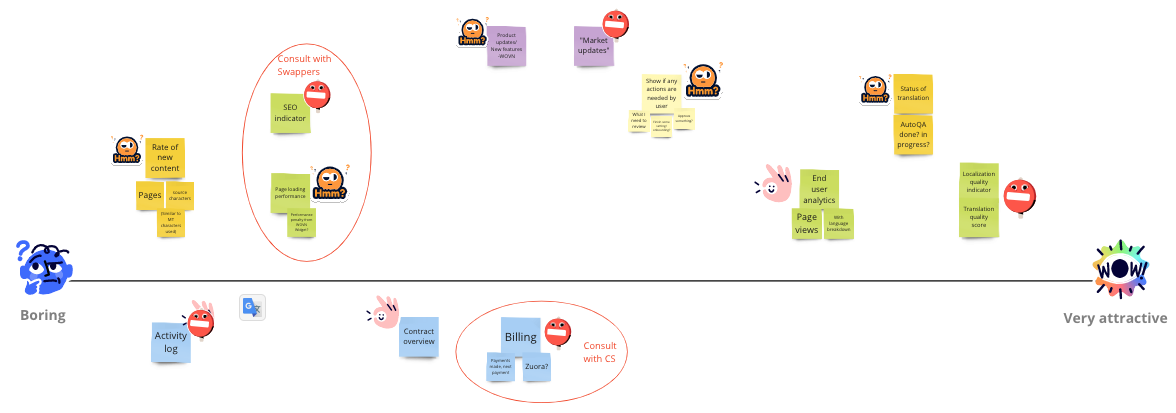 Hmm?
Product
updates/
New features
-WOVN
"Market
updates"
Consult with
Swappers
SEO
indicator
Hmm?
Page loading
performance
Performance
penalty from
WOVN
Widget?
Hmm?
Rate of
new
content
Pages
source
characters
(Similar to
MT
characters
used)
Show if any
actions are
needed by
user
Hmm?
What I
need to
review
Approve
something?
Hmm?
Status of
translation
AutoQA
done? in
progress?
End
user
analytics
Page
views
With
language
breakdown
Localization
quality
indicator
Translation
quality
score
WOW!
Boring
Very attractive
Activity
log
G
Contract
overview
Billing
Payments
made, next
payment
Zuora?
Consult
with CS